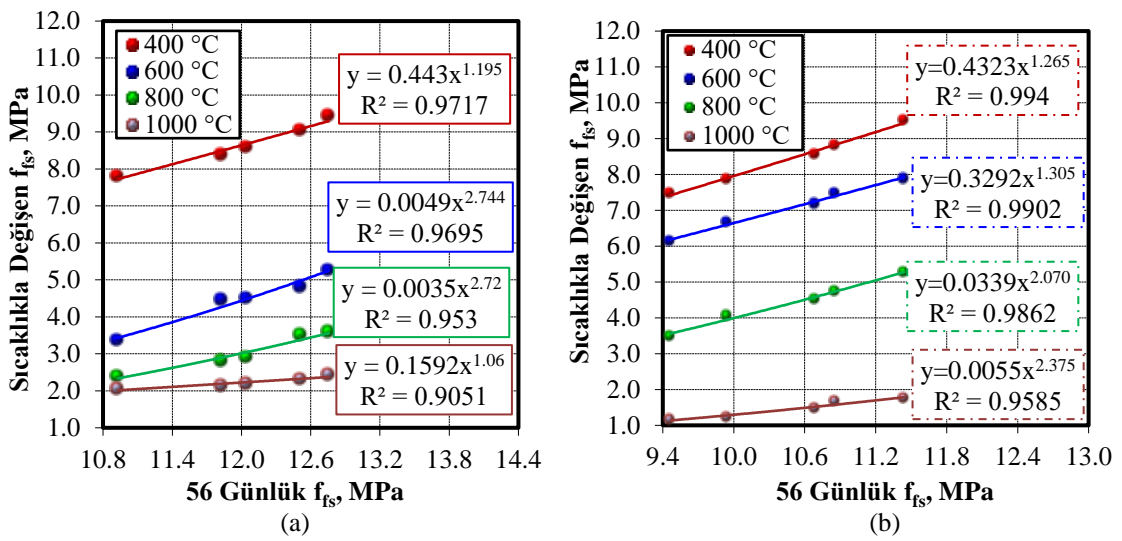 Sıcaklıkla Değişen f_fs, MPa
12.0
11.0
10.0
9.0
8.0
7.0
6.0
5.0
4.0
3.0
2.0
1.0
400 °C
600 °C
800 °C
1000 °C
y = 0.443x^1.195
R² = 0.9717
y = 0.0049x^2.744
R² = 0.9695
y = 0.0035x^2.72
R² = 0.953
y = 0.1592x^1.06
R² = 0.9051
10.8 11.4 12.0 12.6 13.2 13.8 14.4
56 Günlük f_fs, MPa
(a)
Sıcaklıkla Değişen f_fs, MPa
12.0
11.0
10.0
9.0
8.0
7.0
6.0
5.0
4.0
3.0
2.0
1.0
400 °C
600 °C
800 °C
1000 °C
y=0.4323x^1.265
R² = 0.994
y=0.3292x^1.305
R² = 0.9902
y=0.0339x^2.070
R² = 0.9862
y=0.0055x^2.375
R² = 0.9585
9.4 10.0 10.6 11.2 11.8 12.4 13.0
56 Günlük f_fs, MPa
(b)